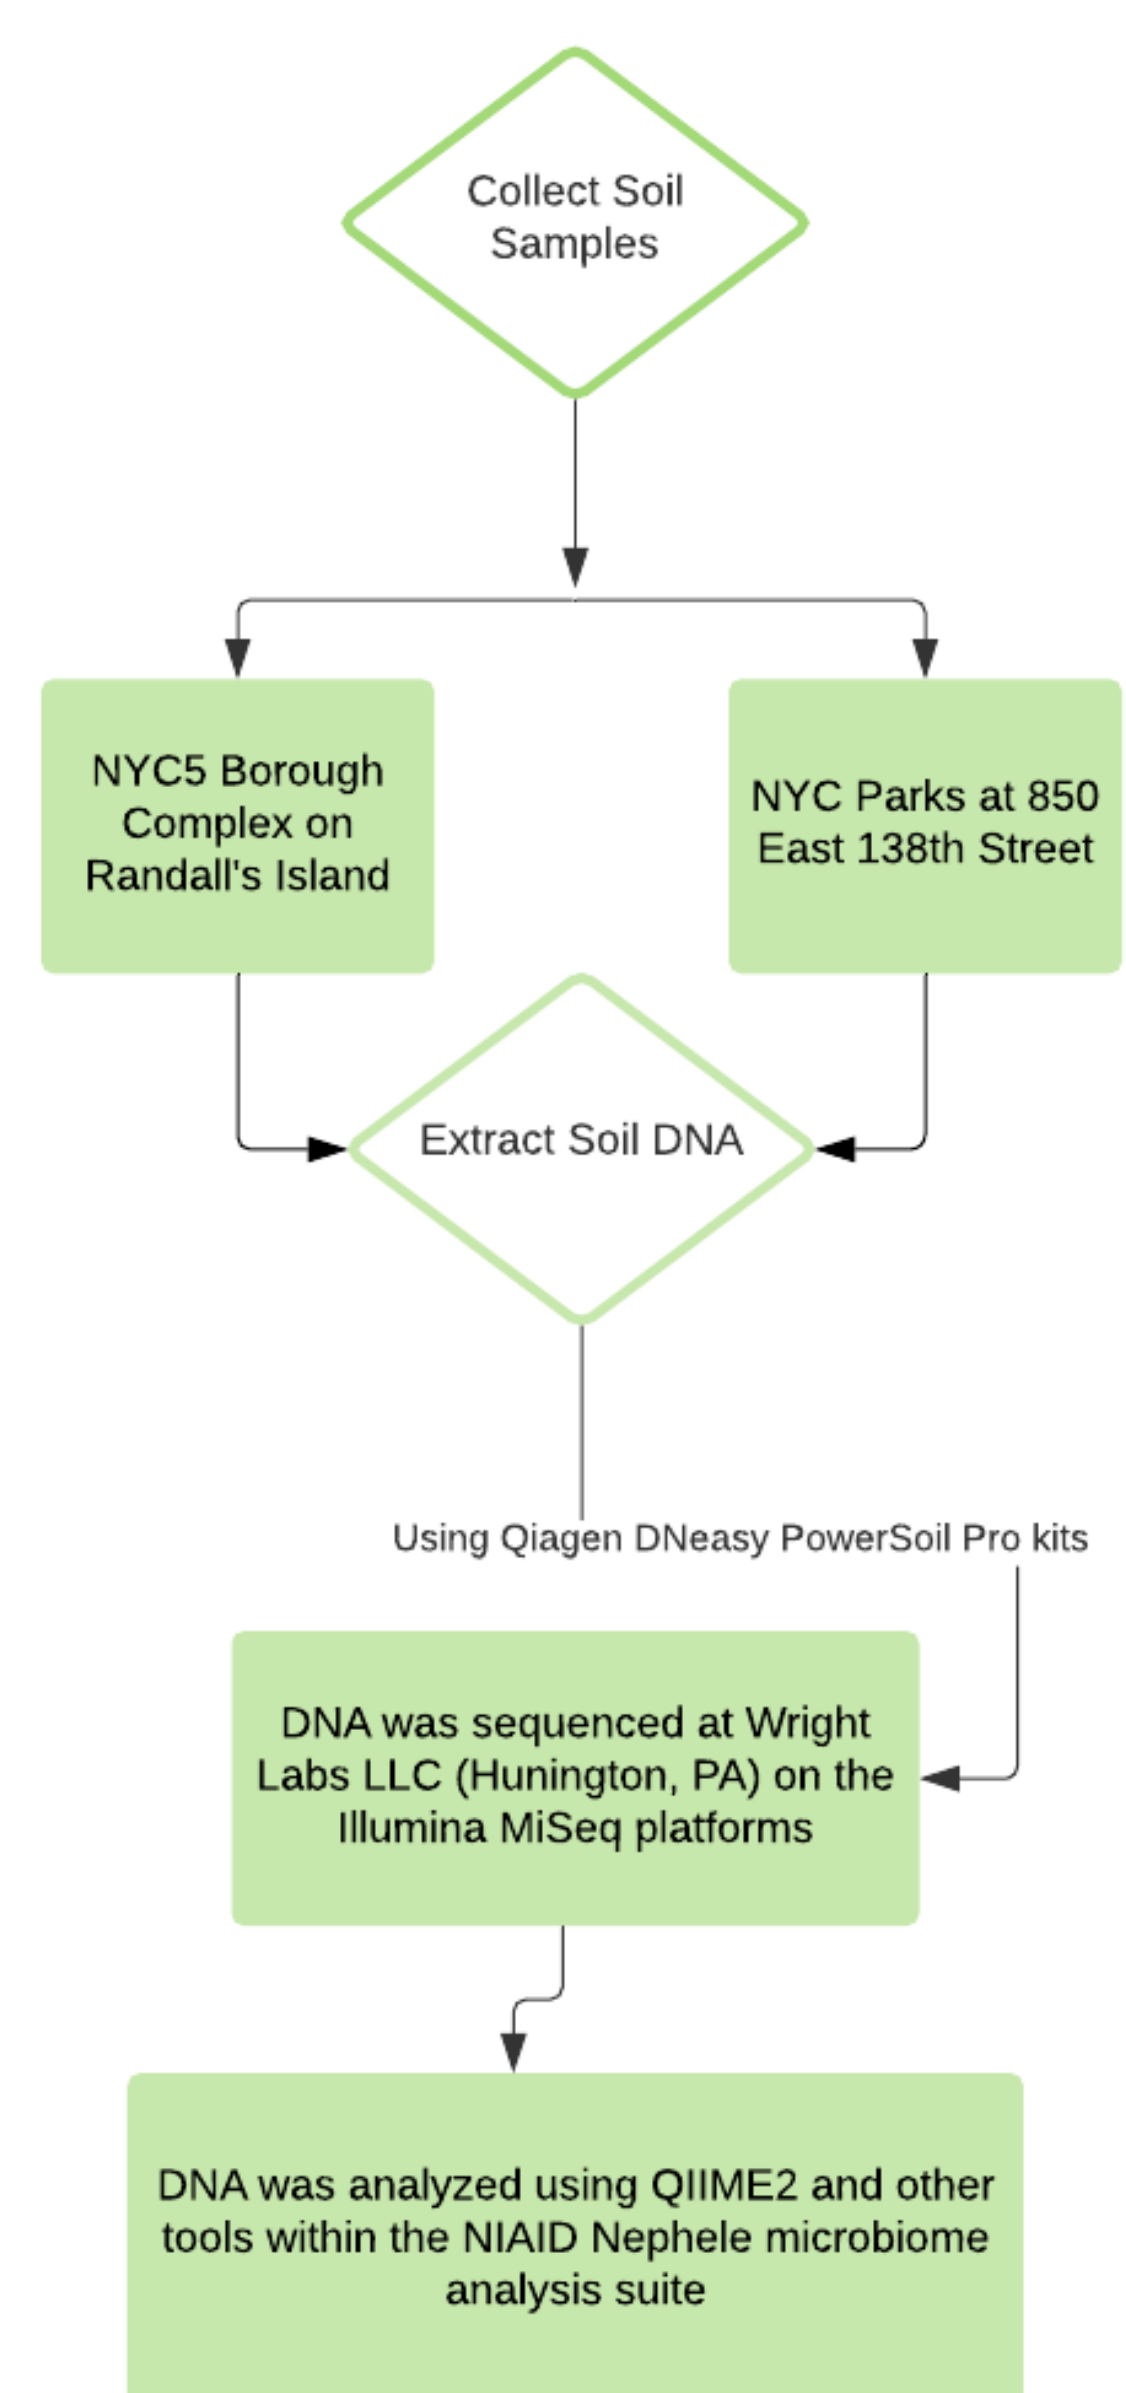 Collect Soil
Samples
NYC5 Borough
Complex on
Randall's Island
NYC Parks at 850
East 138th Street
Extract Soil DNA
Using Qiagen DNeasy PowerSoil Pro kits
DNA was sequenced at Wright
Labs LLC (Hunington, PA) on the
Illumina MiSeq platforms
DNA was analyzed using QIIME2 and other
tools within the NIAID Nephele microbiome
analysis suite